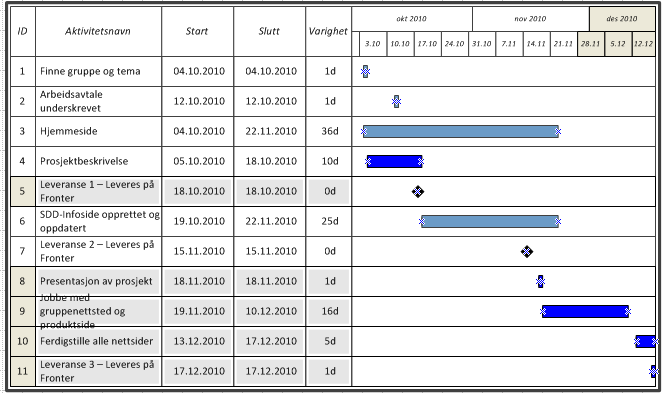 ID Aktivitetsnavn Start Slutt Varighet okt 2010 nov 2010 des 2010
3.10 10.10 17.10 24.10 31.10 7.11 14.11 21.11 28.11 5.12 12.12
1 Finne gruppe og tema 04.10.2010 04.10.2010 1d
2 Arbeidsavtale 12.10.2010 12.10.2010 1d
underskrevet
3 Hjemmeside 04.10.2010 22.11.2010 36d
4 Prosjektbeskrivelse 05.10.2010 18.10.2010 10d
5 Leveranse 1 – Leveres på 18.10.2010 18.10.2010 0d
Fronter
6 SDD-Infoside opprettet og 19.10.2010 22.11.2010 25d
oppdatert
7 Leveranse 2 – Leveres på 15.11.2010 15.11.2010 0d
Fronter
8 Presentasjon av prosjekt 18.11.2010 18.11.2010 1d
Jobbe med
9 gruppenettsted og 19.11.2010 10.12.2010 16d
produktside
10 Ferdigstille alle nettsider 13.12.2010 17.12.2010 5d
11 Leveranse 3 – Leveres på 17.12.2010 17.12.2010 1d
Fronter